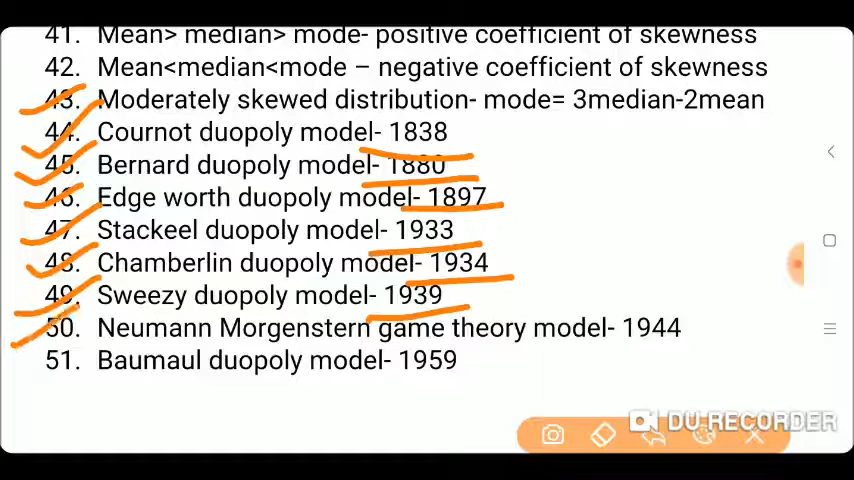 41. Mean> median> mode- positive coefficient of skewness
42. Mean<median<mode – negative coefficient of skewness
43. Moderately skewed distribution- mode= 3median-2mean
44. Cournot duopoly model- 1838
45. Bernard duopoly model- 1880
46. Edge worth duopoly model- 1897
47. Stackeel duopoly model- 1933
48. Chamberlin duopoly model- 1934
49. Sweezy duopoly model- 1939
50. Neumann Morgenstern game theory model- 1944
51. Baumaul duopoly model- 1959
DU RECORDER